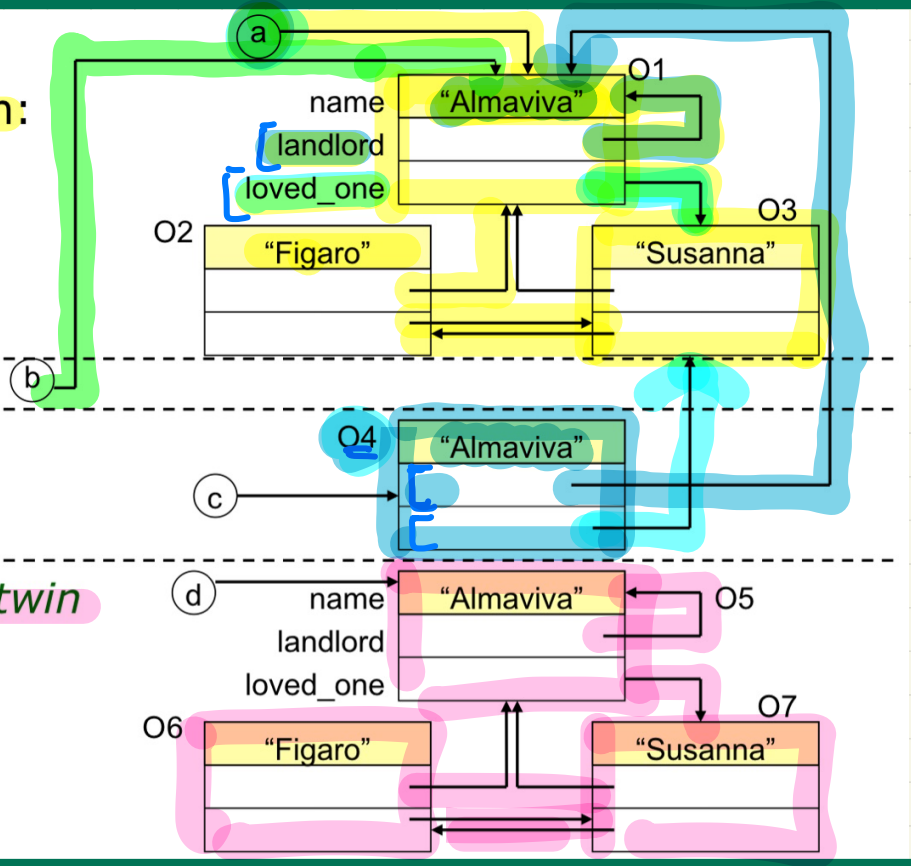 a
O1
n:
name “Almaviva”
landlord
loved_one
O2
O3
“Figaro”
“Susanna”
b
O4
“Almaviva”
c
twin
d
name “Almaviva”
O5
landlord
loved_one
O6
O7
“Figaro”
“Susanna”